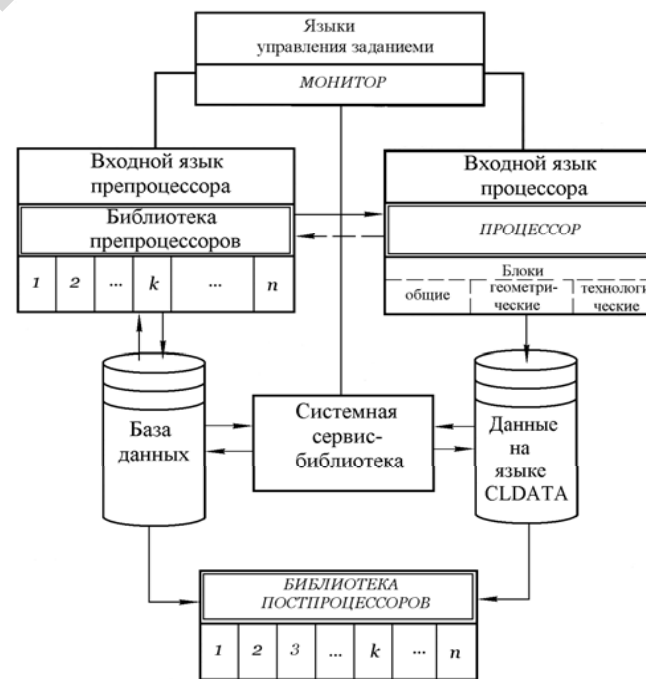 Языки
управления заданиеми
МОНИТОР
Входной язык
препроцессора
Библиотека
препроцессоров
1 2 ... k ... n
Входной язык
процессора
ПРОЦЕССОР
Блоки
общие
геометри-
ческие
технологи-
ческие
База
данных
Системная
сервис-
библиотека
Данные
на
языке
CLDATA
БИБЛИОТЕКА
ПОСТПРОЦЕССОРОВ
1 2 3 ... k ... n